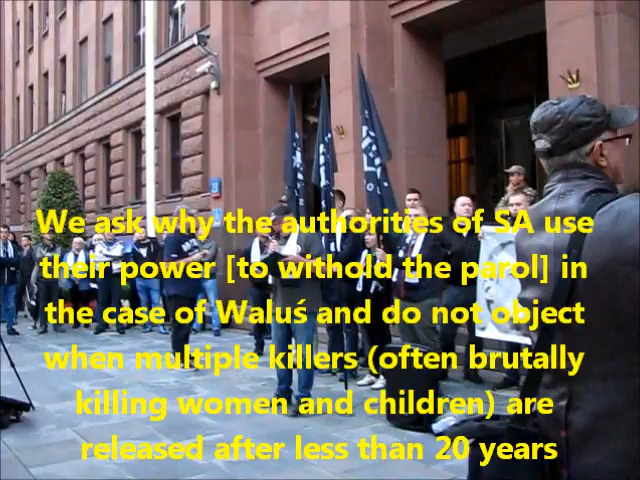 We ask why the authorities of SA use
their power [to withold the parol] in
the case of Waluś and do not object
when multiple killers (often brutally
killing women and children) are
released after less than 20 years